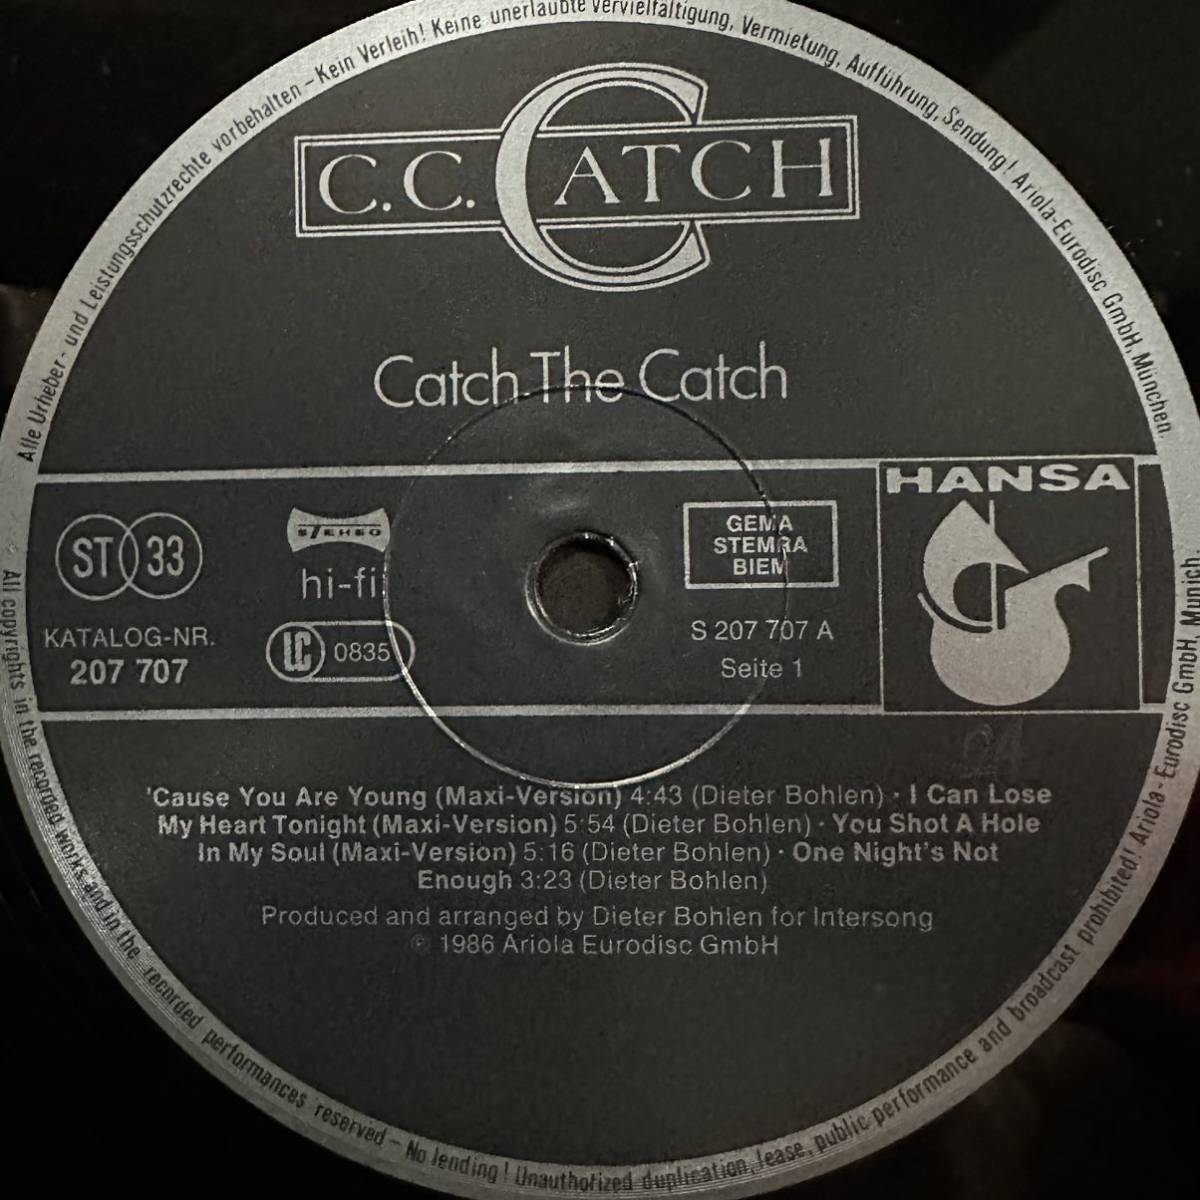 Alle Urheber- und Leistungsschutzrechte vorbehalten – Kein Verleih! Keine unerlaubte Vervielfältigung, Vermietung, Aufführung, Sendung! Ariola-Eurodisc GmbH, München.
C.C. CATCH
Catch The Catch
HANSA
ST 33
STEREO
hi-fi
GEMA
STEMRA
BIEM
KATALOG-NR.
207 707
LC 0835
S 207 707 A
Seite 1
'Cause You Are Young (Maxi-Version) 4:43 (Dieter Bohlen) · I Can Lose
My Heart Tonight (Maxi-Version) 5:54 (Dieter Bohlen) · You Shot A Hole
In My Soul (Maxi-Version) 5:16 (Dieter Bohlen) · One Night's Not
Enough 3:23 (Dieter Bohlen)
Produced and arranged by Dieter Bohlen for Intersong
℗ 1986 Ariola Eurodisc GmbH
All copyrights in the recorded works and in the recorded performances reserved – No lending! Unauthorized duplication, lease, public performance and broadcast prohibited! Ariola-Eurodisc GmbH, Munich